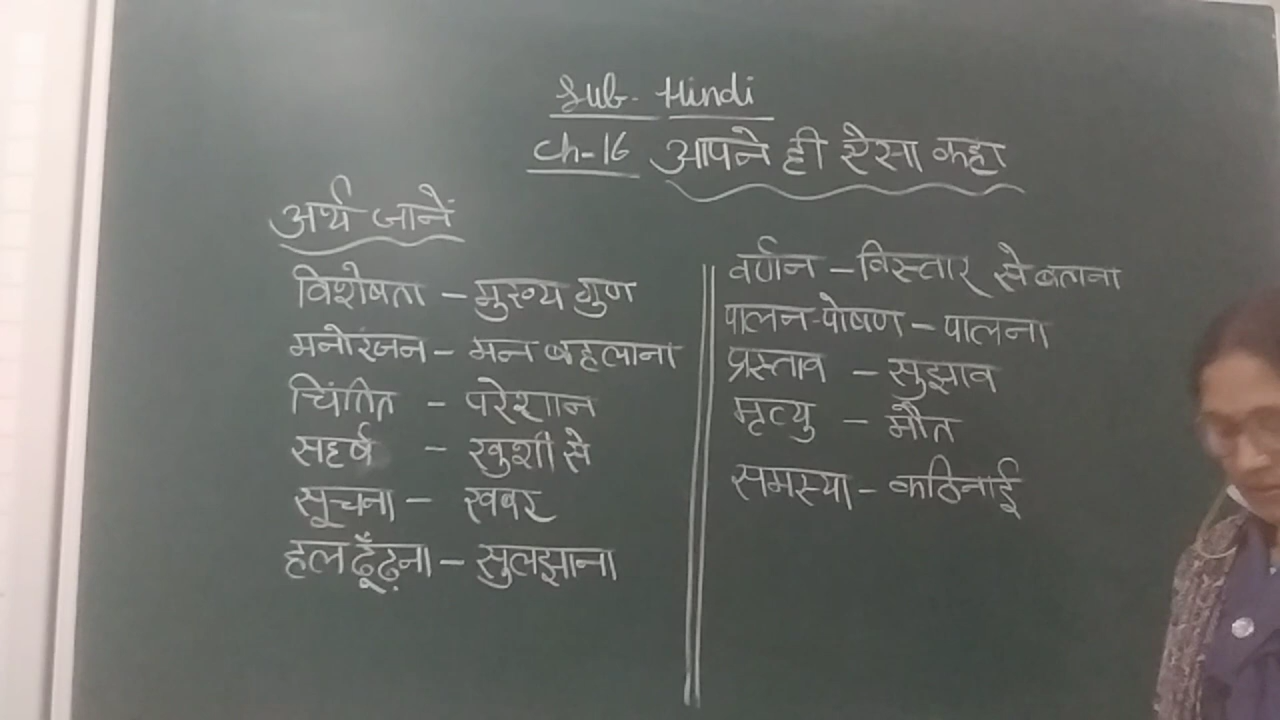 Sub- Hindi
Ch-16 आपने ही ऐसा कहा
अर्थ जानें
विशेषता – मुख्य गुण
मनोरंजन – मन बहलाना
चिंतित – परेशान
सहर्ष – खुशी से
सूचना – खबर
हल ढूँढ़ना – सुलझाना
वर्णन – विस्तार से बताना
पालन-पोषण – पालना
प्रस्ताव – सुझाव
मृत्यु – मौत
समस्या – कठिनाई